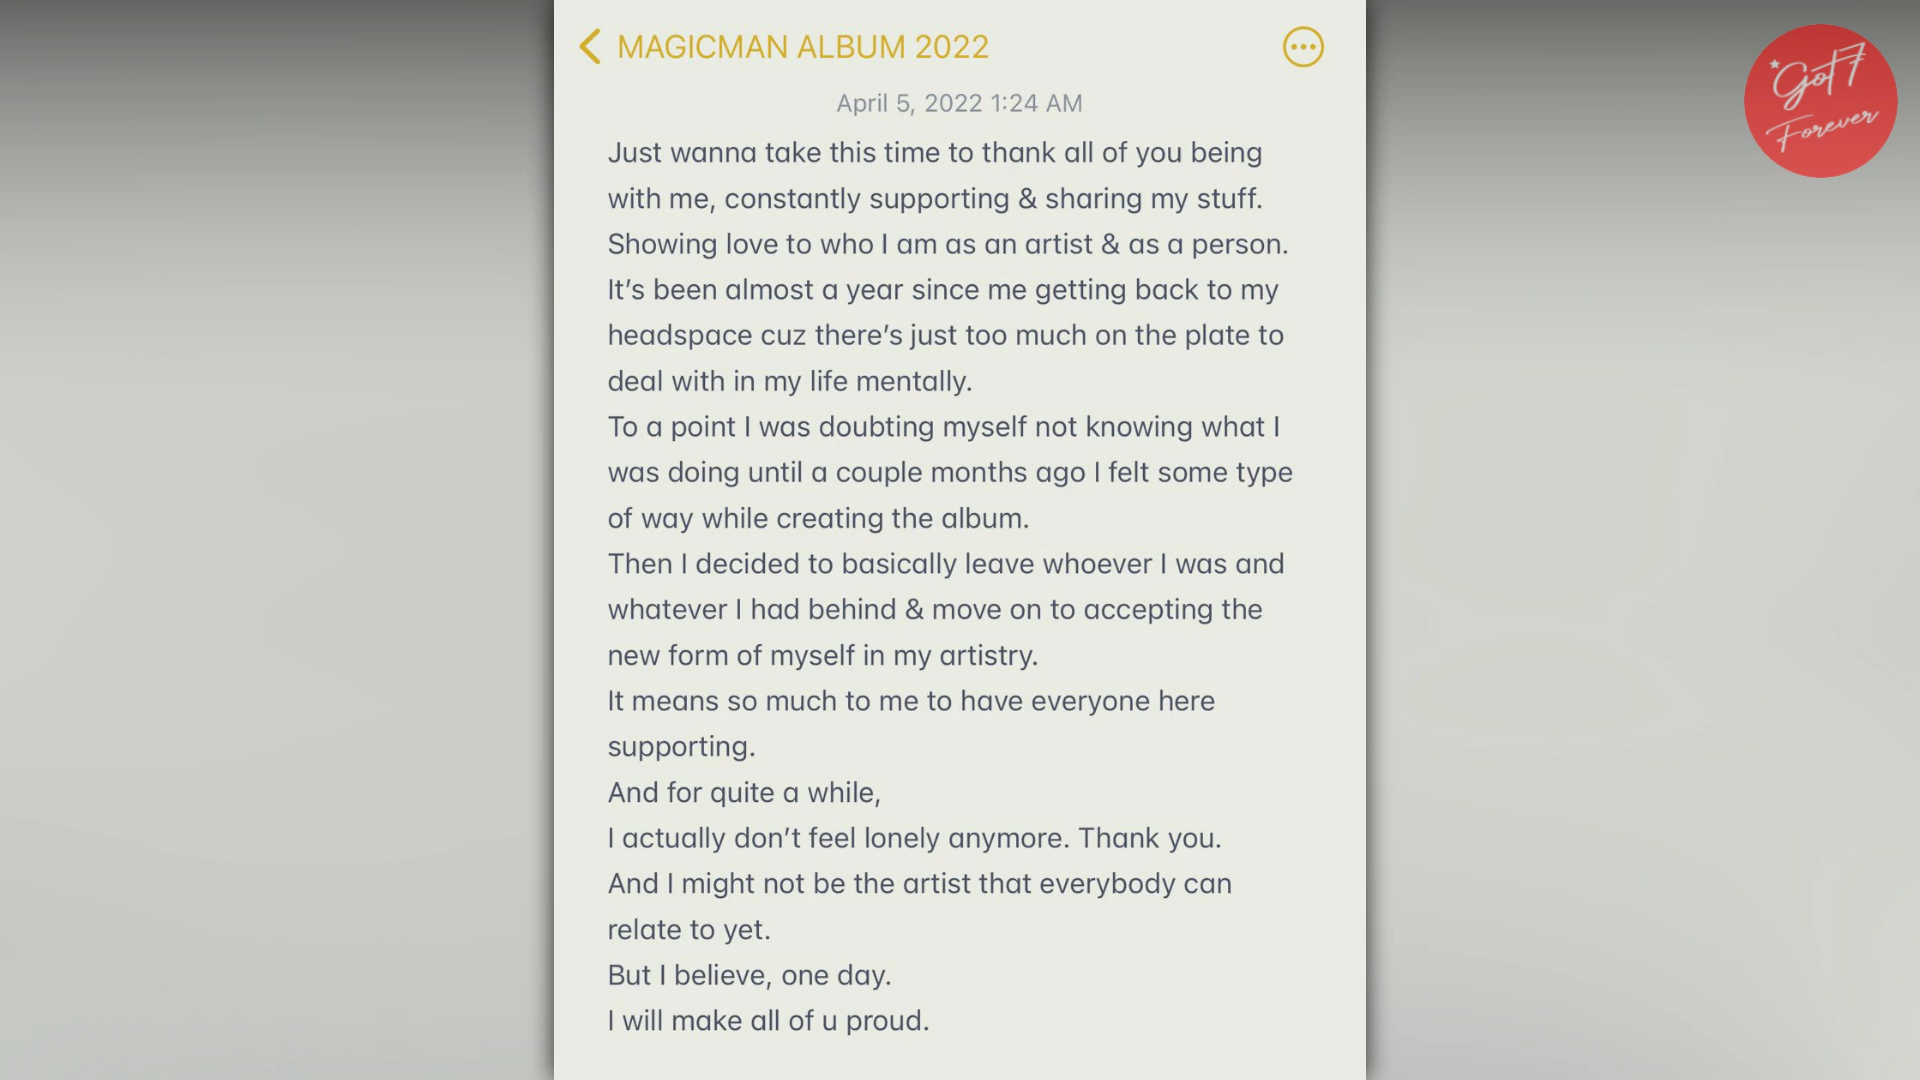 MAGICMAN ALBUM 2022
April 5, 2022 1:24 AM
Just wanna take this time to thank all of you being
with me, constantly supporting & sharing my stuff.
Showing love to who I am as an artist & as a person.
It’s been almost a year since me getting back to my
headspace cuz there’s just too much on the plate to
deal with in my life mentally.
To a point I was doubting myself not knowing what I
was doing until a couple months ago I felt some type
of way while creating the album.
Then I decided to basically leave whoever I was and
whatever I had behind & move on to accepting the
new form of myself in my artistry.
It means so much to me to have everyone here
supporting.
And for quite a while,
I actually don’t feel lonely anymore. Thank you.
And I might not be the artist that everybody can
relate to yet.
But I believe, one day.
I will make all of u proud.
Got7
Forever